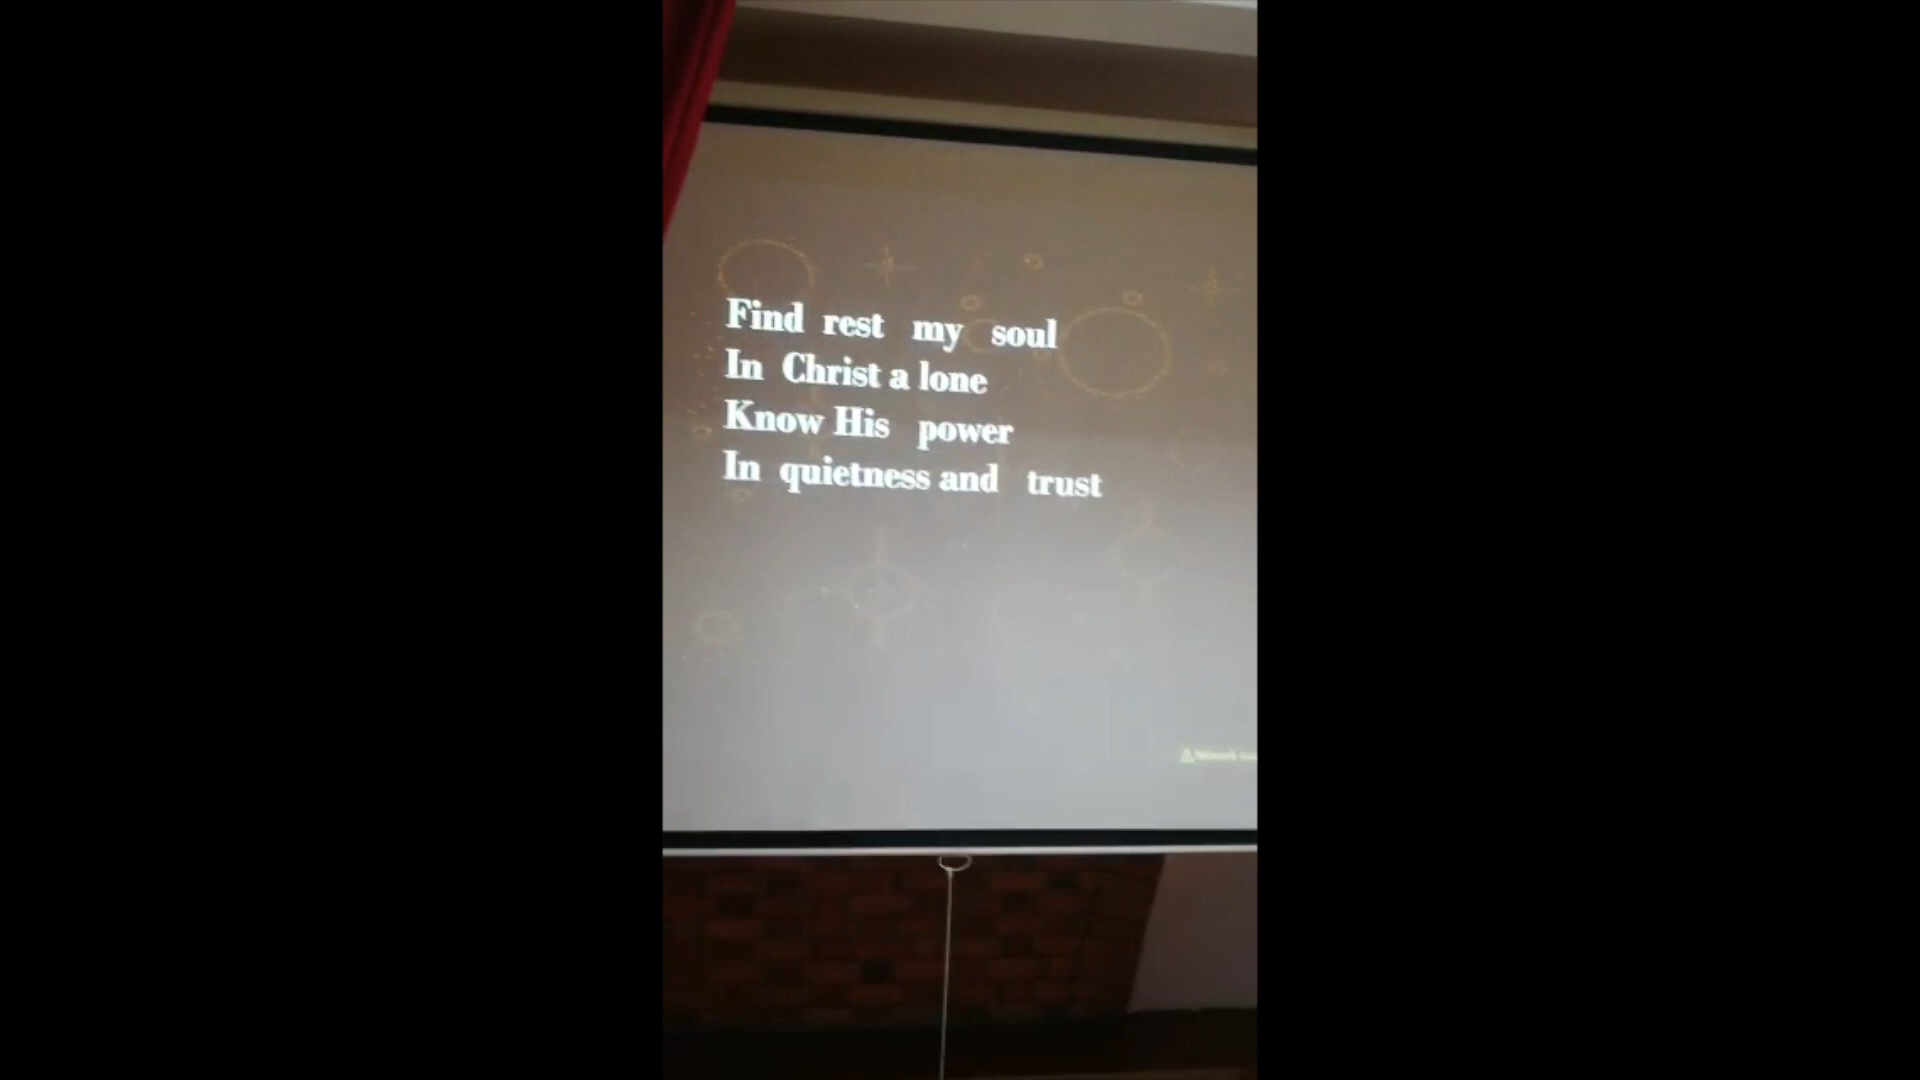 Find rest my soul
In Christ a lone
Know His power
In quietness and trust